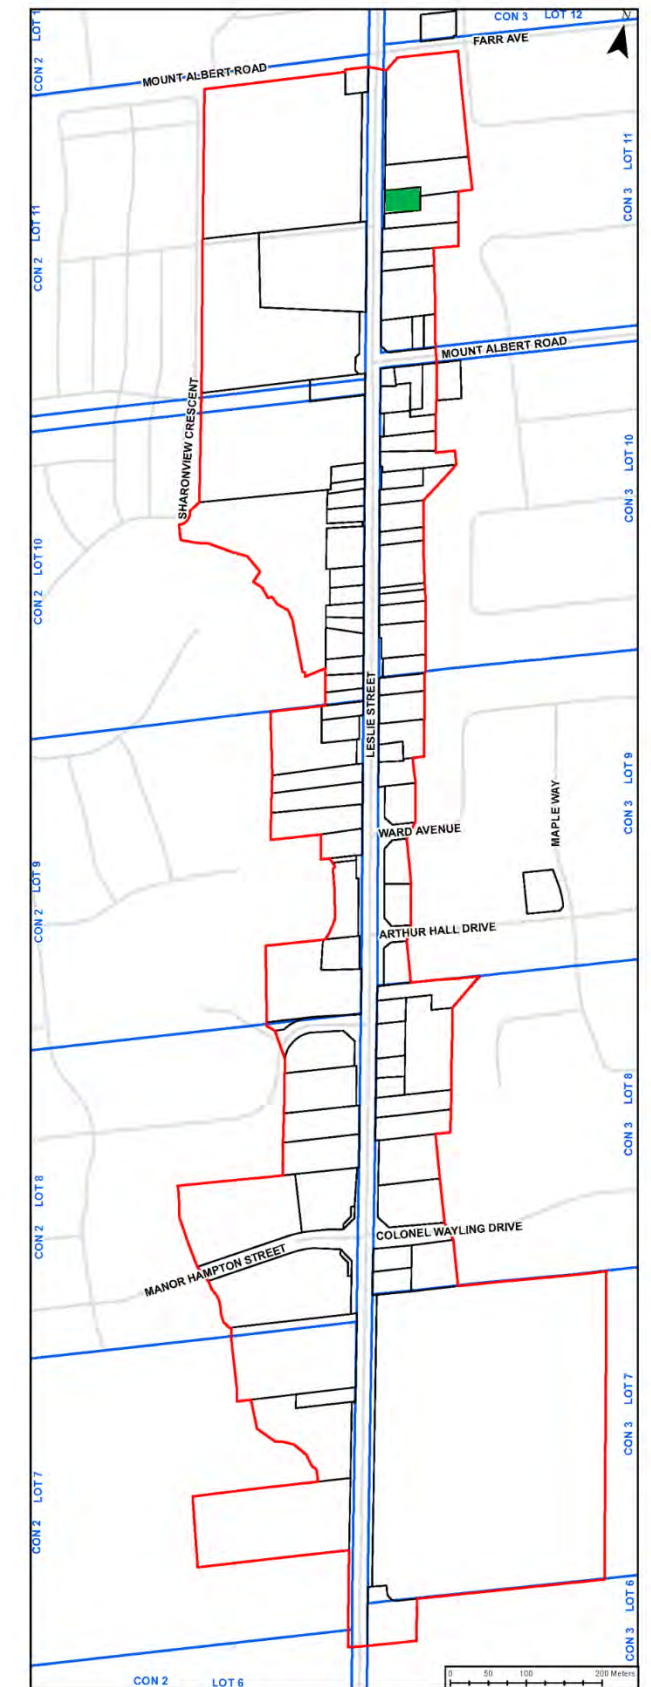 CON 3 LOT 12
N
LOT 1
CON 2
FARR AVE
MOUNT ALBERT ROAD
CON 3 LOT 11
CON 2 LOT 11
MOUNT ALBERT ROAD
SHARONVIEW CRESCENT
CON 3 LOT 10
CON 2 LOT 10
LESLIE STREET
CON 3 LOT 9
MAPLE WAY
WARD AVENUE
CON 2 LOT 9
ARTHUR HALL DRIVE
CON 3 LOT 8
CON 2 LOT 8
COLONEL WAYLING DRIVE
MANOR HAMPTON STREET
CON 3 LOT 7
CON 2 LOT 7
CON 3 LOT 6
CON 2 LOT 6
0 50 100 200 Meters